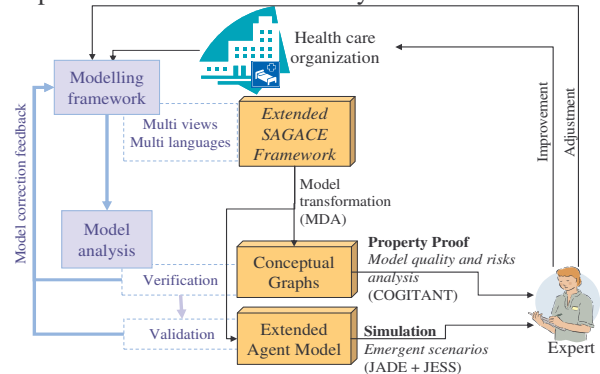 Health care
organization
Modelling
framework
Multi views
Multi languages
Extended
SAGACE
Framework
Model correction feedback
Improvement
Adjustment
Model
transformation
(MDA)
Model
analysis
Verification
Conceptual
Graphs
Property Proof
Model quality and risks
analysis
(COGITANT)
Validation
Extended
Agent Model
Simulation
Emergent scenarios
(JADE + JESS)
Expert